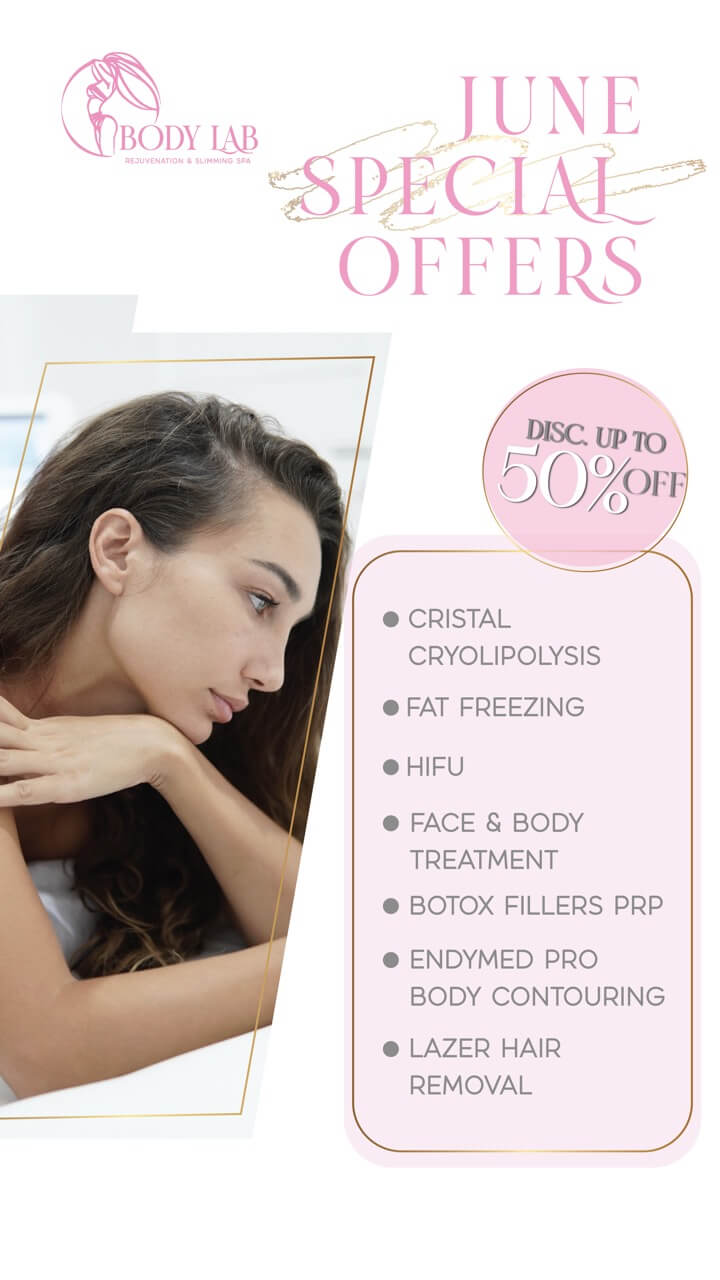 BODY LAB
REJUVENATION & SLIMMING SPA
JUNE
SPECIAL
OFFERS
DISC. UP TO
50% OFF
● CRISTAL
CRYOLIPOLYSIS
● FAT FREEZING
● HIFU
● FACE & BODY
TREATMENT
● BOTOX FILLERS PRP
● ENDYMED PRO
BODY CONTOURING
● LAZER HAIR
REMOVAL